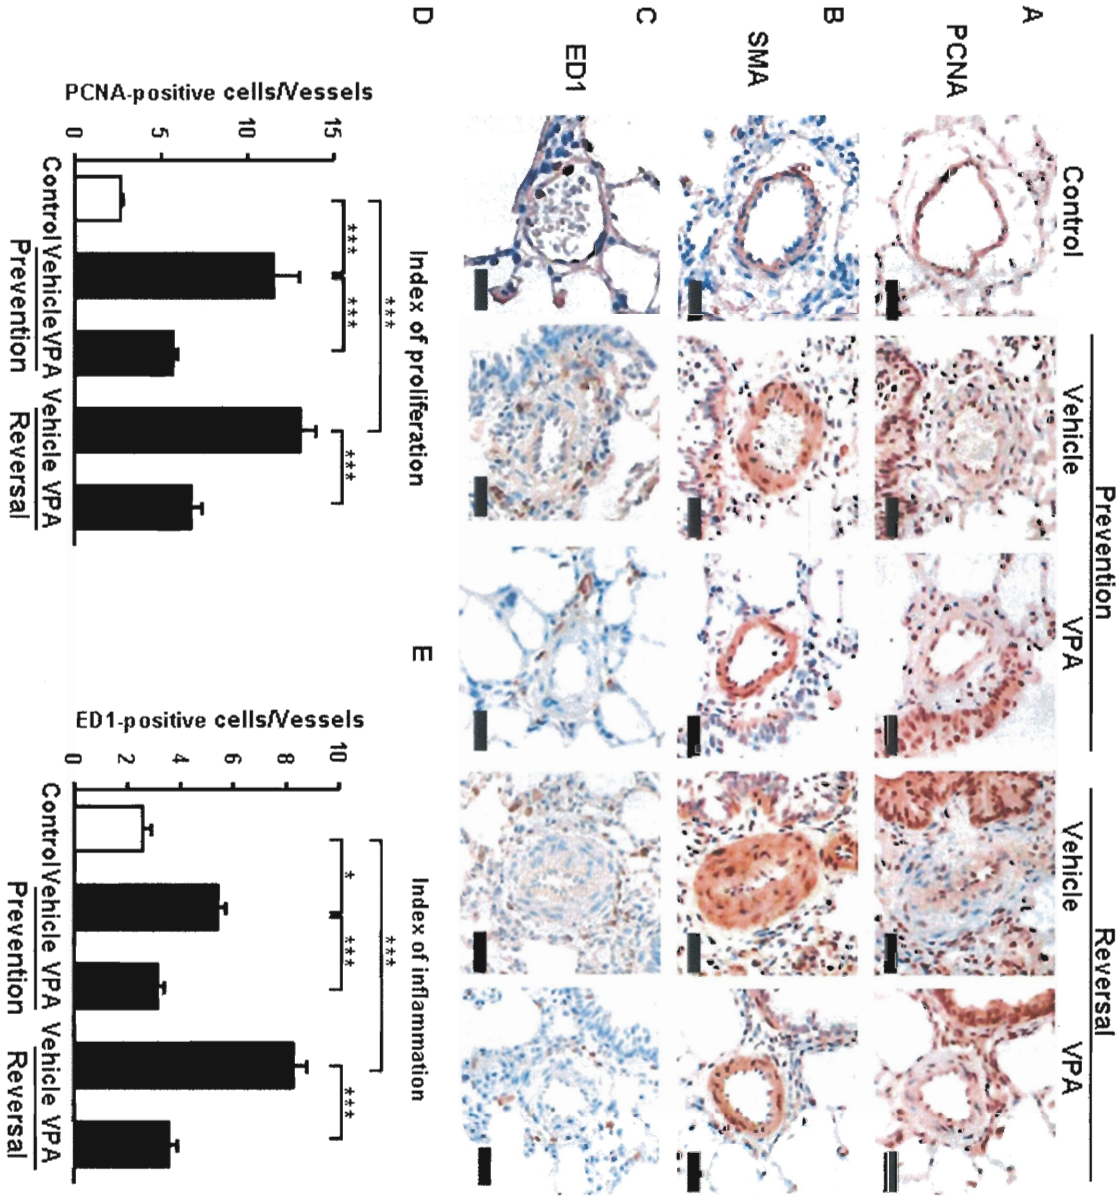 Prevention Reversal
Control Vehicle VPA Vehicle VPA
A
PCNA
B
SMA
C
ED1
D
Index of proliferation
***
*** *** ***
PCNA-positive cells/Vessels
15
10
5
0
Control Vehicle VPA Vehicle VPA
Prevention Reversal
E
Index of inflammation
***
* *** ***
ED1-positive cells/Vessels
10
8
6
4
2
0
Control Vehicle VPA Vehicle VPA
Prevention Reversal